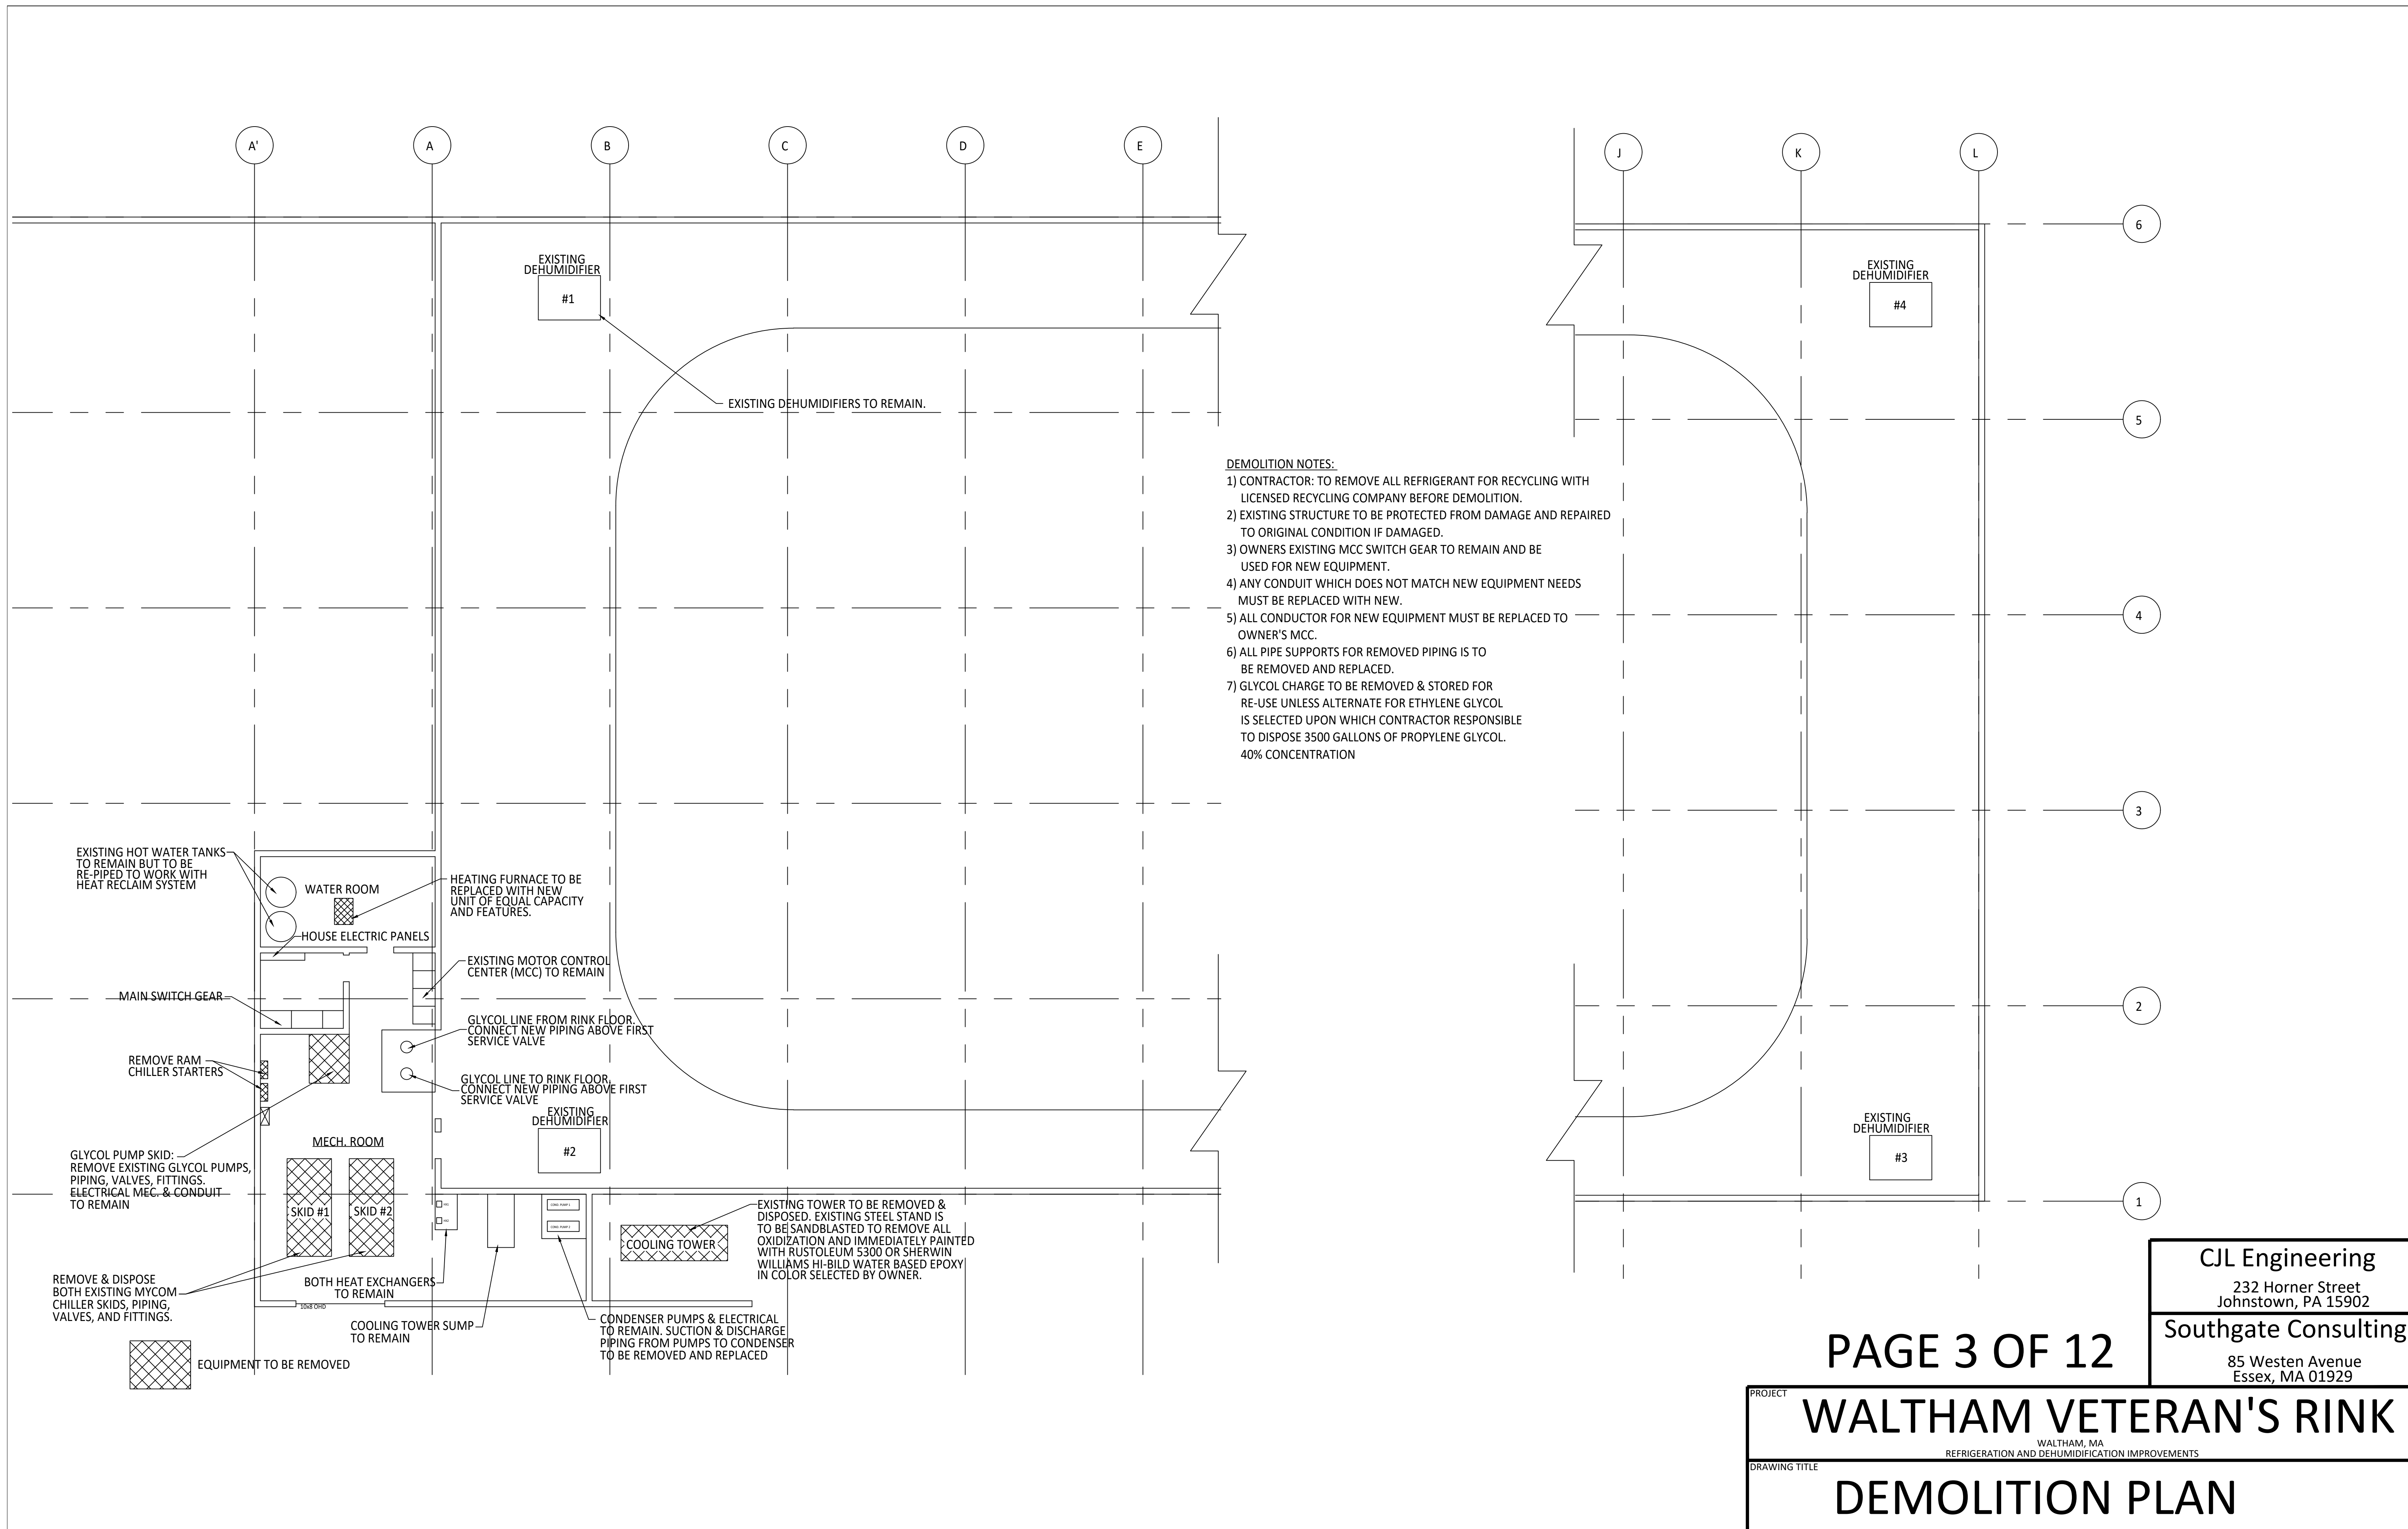 A'
A
B
C
D
E
J
K
L
6
5
4
3
2
1
EXISTING
DEHUMIDIFIER
#1
EXISTING
DEHUMIDIFIER
#4
EXISTING DEHUMIDIFIERS TO REMAIN.
DEMOLITION NOTES:
1) CONTRACTOR: TO REMOVE ALL REFRIGERANT FOR RECYCLING WITH
LICENSED RECYCLING COMPANY BEFORE DEMOLITION.
2) EXISTING STRUCTURE TO BE PROTECTED FROM DAMAGE AND REPAIRED
TO ORIGINAL CONDITION IF DAMAGED.
3) OWNERS EXISTING MCC SWITCH GEAR TO REMAIN AND BE
USED FOR NEW EQUIPMENT.
4) ANY CONDUIT WHICH DOES NOT MATCH NEW EQUIPMENT NEEDS
MUST BE REPLACED WITH NEW.
5) ALL CONDUCTOR FOR NEW EQUIPMENT MUST BE REPLACED TO
OWNER'S MCC.
6) ALL PIPE SUPPORTS FOR REMOVED PIPING IS TO
BE REMOVED AND REPLACED.
7) GLYCOL CHARGE TO BE REMOVED & STORED FOR
RE-USE UNLESS ALTERNATE FOR ETHYLENE GLYCOL
IS SELECTED UPON WHICH CONTRACTOR RESPONSIBLE
TO DISPOSE 3500 GALLONS OF PROPYLENE GLYCOL.
40% CONCENTRATION
EXISTING HOT WATER TANKS
TO REMAIN BUT TO BE
RE-PIPED TO WORK WITH
HEAT RECLAIM SYSTEM
WATER ROOM
HEATING FURNACE TO BE
REPLACED WITH NEW
UNIT OF EQUAL CAPACITY
AND FEATURES.
HOUSE ELECTRIC PANELS
EXISTING MOTOR CONTROL
CENTER (MCC) TO REMAIN
MAIN SWITCH GEAR
GLYCOL LINE FROM RINK FLOOR.
CONNECT NEW PIPING ABOVE FIRST
SERVICE VALVE
REMOVE RAM
CHILLER STARTERS
GLYCOL LINE TO RINK FLOOR.
CONNECT NEW PIPING ABOVE FIRST
SERVICE VALVE
EXISTING
DEHUMIDIFIER
#2
EXISTING
DEHUMIDIFIER
#3
MECH. ROOM
GLYCOL PUMP SKID:
REMOVE EXISTING GLYCOL PUMPS,
PIPING, VALVES, FITTINGS.
ELECTRICAL MEC. & CONDUIT
TO REMAIN
SKID #1
SKID #2
COND. PUMP 1
COND. PUMP 2
COOLING TOWER
EXISTING TOWER TO BE REMOVED &
DISPOSED. EXISTING STEEL STAND IS
TO BE SANDBLASTED TO REMOVE ALL
OXIDIZATION AND IMMEDIATELY PAINTED
WITH RUSTOLEUM 5300 OR SHERWIN
WILLIAMS HI-BILD WATER BASED EPOXY
IN COLOR SELECTED BY OWNER.
REMOVE & DISPOSE
BOTH EXISTING MYCOM
CHILLER SKIDS, PIPING,
VALVES, AND FITTINGS.
BOTH HEAT EXCHANGERS
TO REMAIN
10x8 OHD
COOLING TOWER SUMP
TO REMAIN
CONDENSER PUMPS & ELECTRICAL
TO REMAIN. SUCTION & DISCHARGE
PIPING FROM PUMPS TO CONDENSER
TO BE REMOVED AND REPLACED
EQUIPMENT TO BE REMOVED
CJL Engineering
232 Horner Street
Johnstown, PA 15902
Southgate Consulting
85 Westen Avenue
Essex, MA 01929
PAGE 3 OF 12
PROJECT
WALTHAM VETERAN'S RINK
WALTHAM, MA
REFRIGERATION AND DEHUMIDIFICATION IMPROVEMENTS
DRAWING TITLE
DEMOLITION PLAN